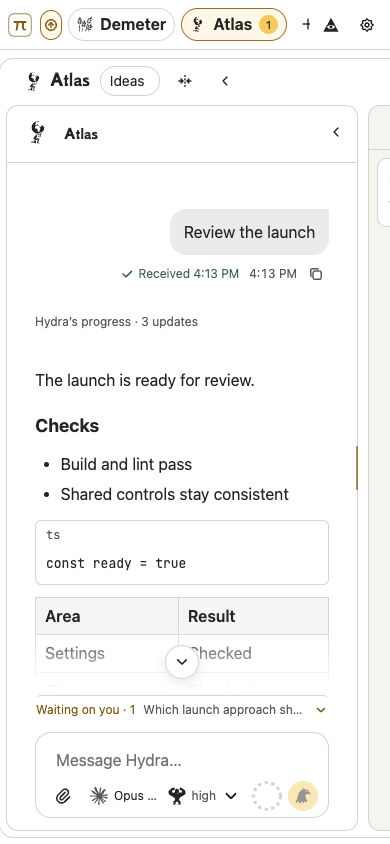 π
Demeter
Atlas 1
Atlas
Ideas
Atlas
Review the launch
Received 4:13 PM 4:13 PM
Hydra's progress · 3 updates
The launch is ready for review.
Checks
• Build and lint pass
• Shared controls stay consistent
ts
const ready = true
Area Result
Settings Checked
Waiting on you · 1 Which launch approach sh...
Message Hydra...
Opus ... high